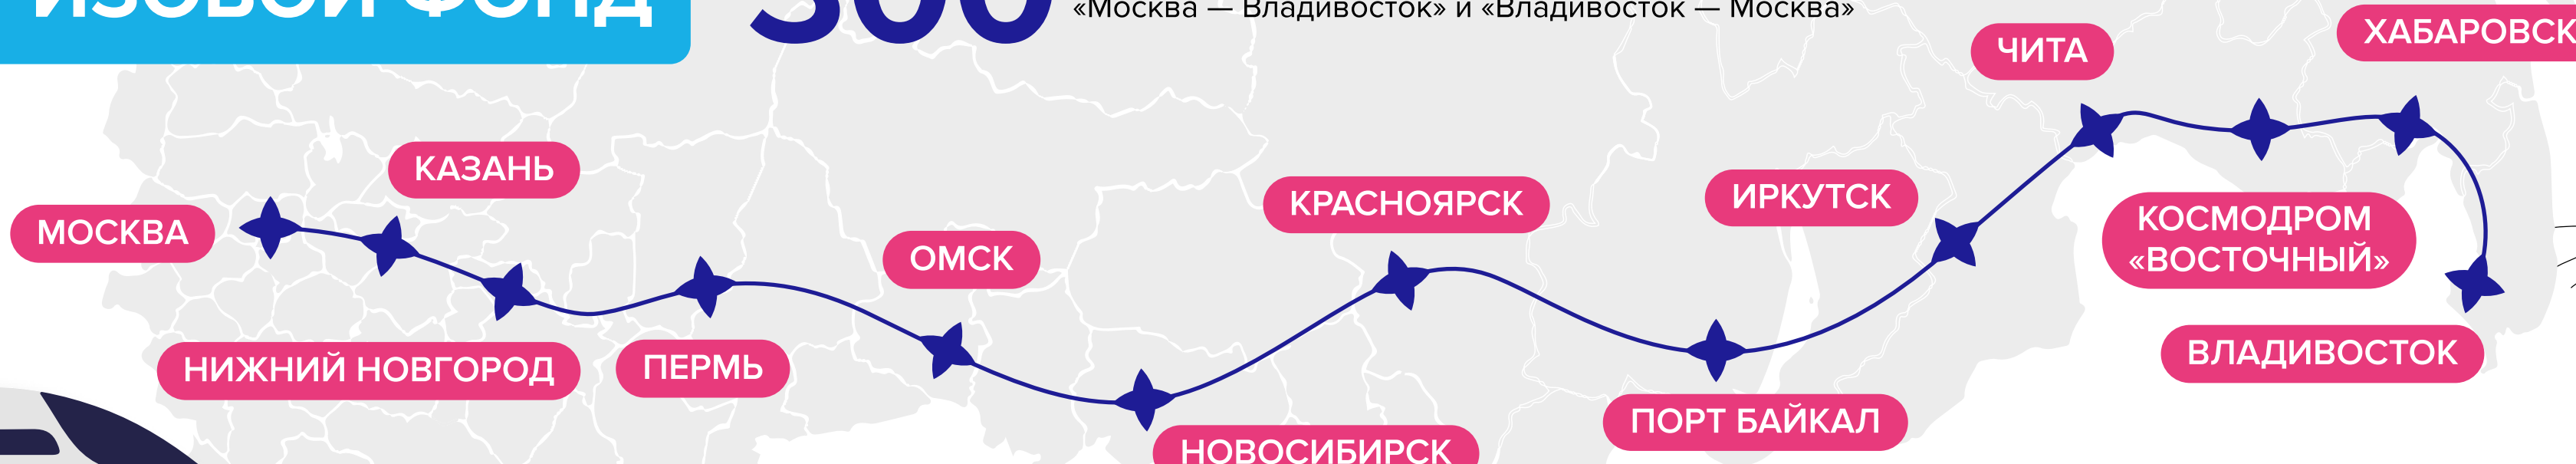 «Москва — Владивосток» и «Владивосток — Москва»
ЧИТА
ХАБАРОВСК
КАЗАНЬ
МОСКВА
КРАСНОЯРСК
ИРКУТСК
ОМСК
КОСМОДРОМ
«ВОСТОЧНЫЙ»
НИЖНИЙ НОВГОРОД
ПЕРМЬ
ВЛАДИВОСТОК
ПОРТ БАЙКАЛ
НОВОСИБИРСК